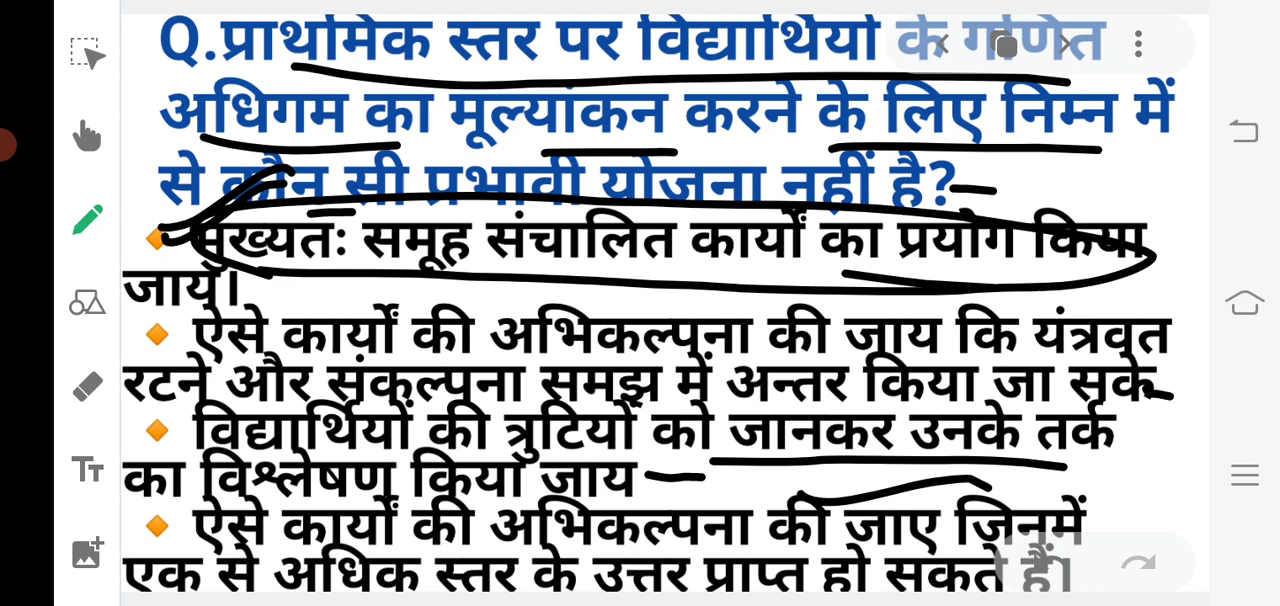 Q.प्राथमिक स्तर पर विद्यार्थियों के गणित
अधिगम का मूल्यांकन करने के लिए निम्न में
से कौन सी प्रभावी योजना नहीं है?
🔸 मुख्यतः समूह संचालित कार्यों का प्रयोग किया
जाय।
🔸 ऐसे कार्यों की अभिकल्पना की जाय कि यंत्रवत
रटने और संकल्पना समझ में अन्तर किया जा सके
🔸 विद्यार्थियों की त्रुटियों को जानकर उनके तर्क
का विश्लेषण किया जाय
🔸 ऐसे कार्यों की अभिकल्पना की जाए जिनमें
एक से अधिक स्तर के उत्तर प्राप्त हो सकते हैं।
Tт